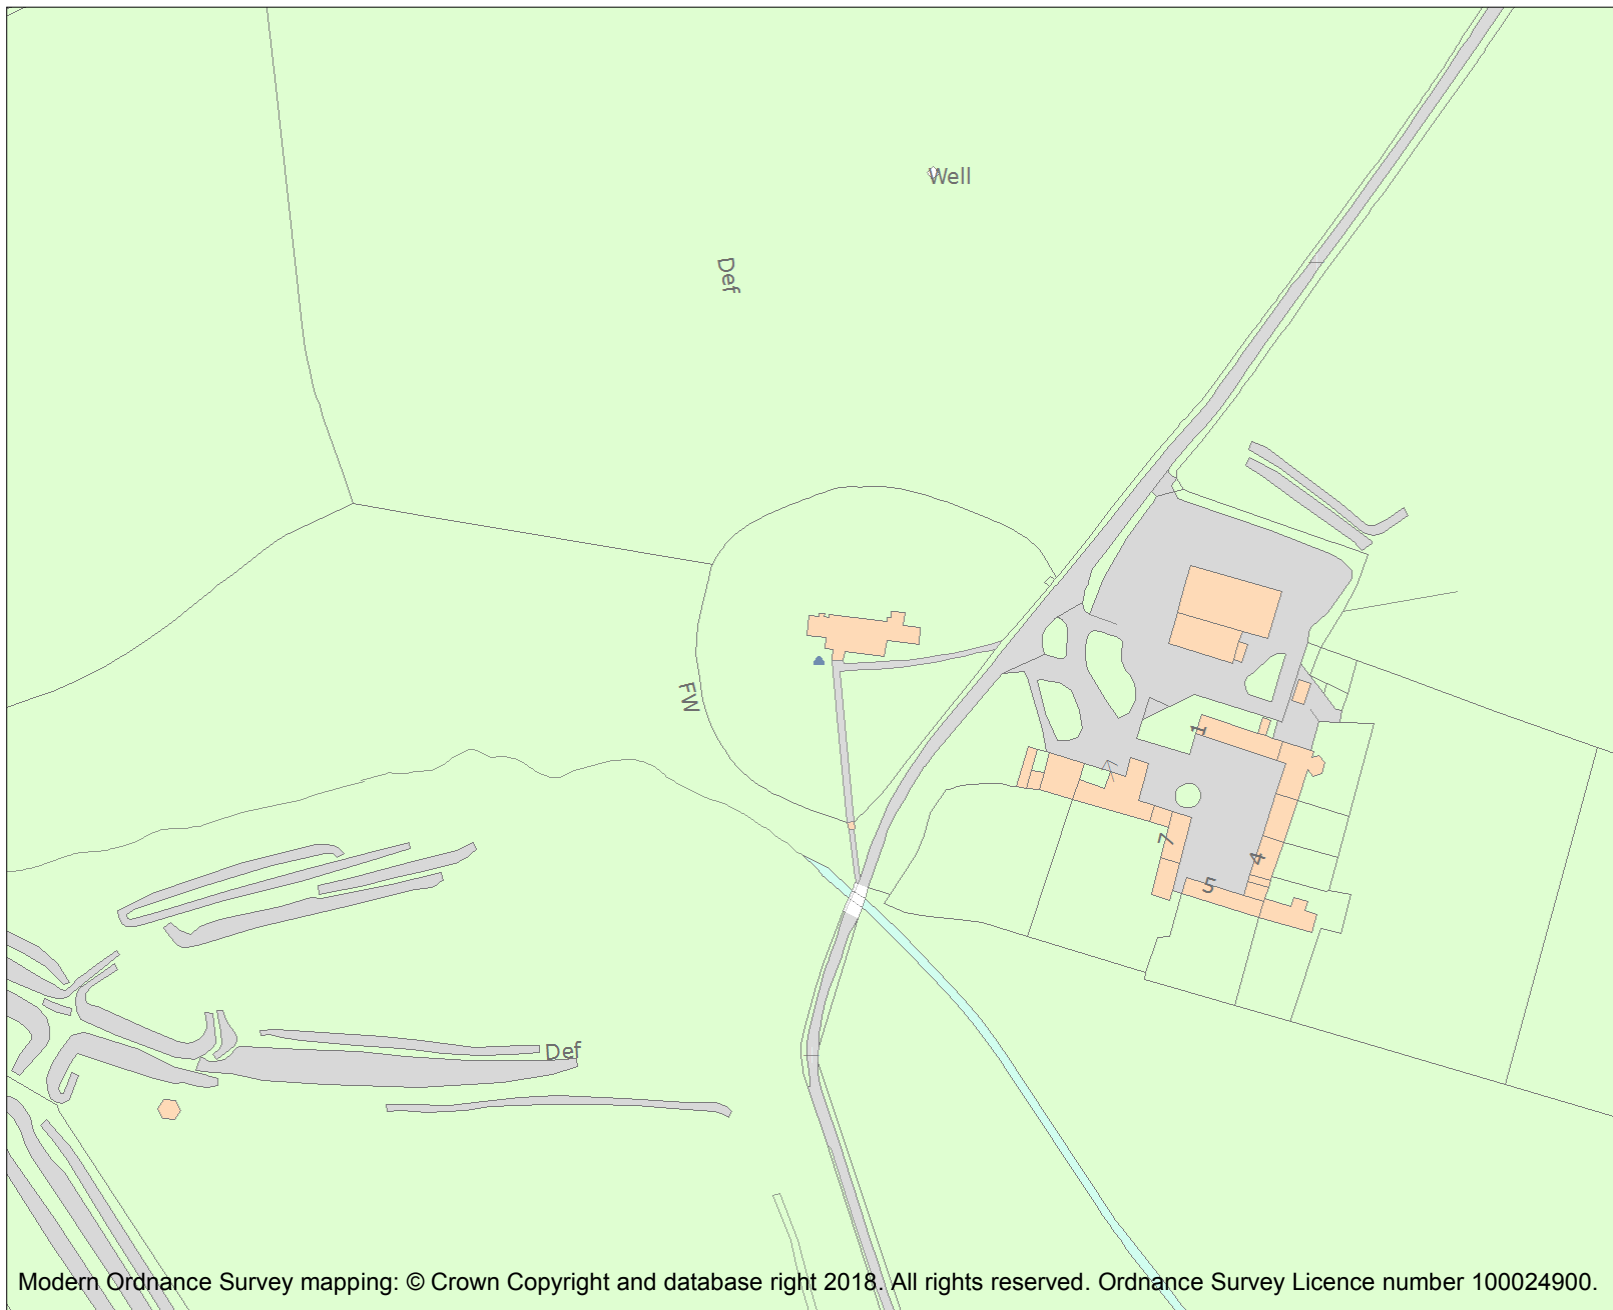 Well
Def
FW
1
7
4
5
Def
Modern Ordnance Survey mapping: © Crown Copyright and database right 2018. All rights reserved. Ordnance Survey Licence number 100024900.